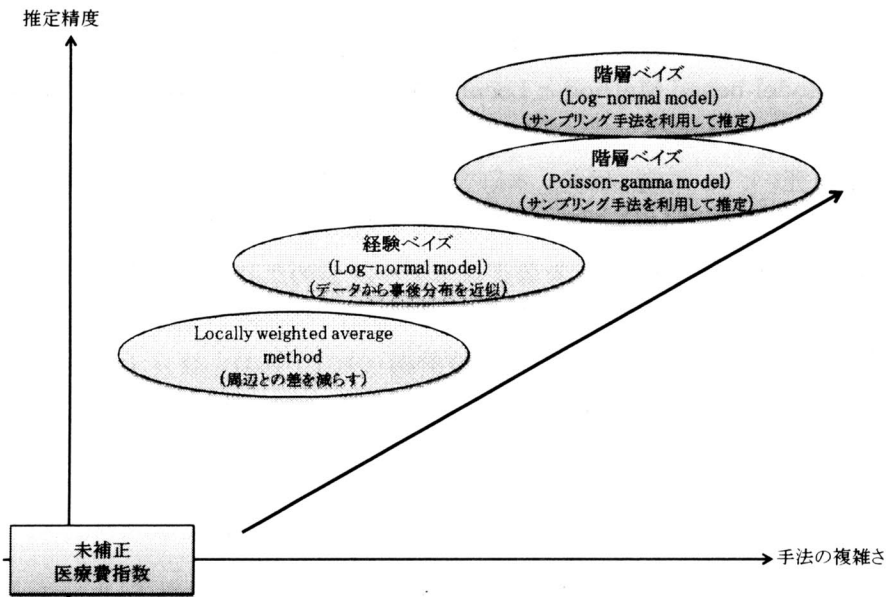 推定精度
階層ベイズ
(Log-normal model)
(サンプリング手法を利用して推定)
階層ベイズ
(Poisson-gamma model)
(サンプリング手法を利用して推定)
経験ベイズ
(Log-normal model)
(データから事後分布を近似)
Locally weighted average
method
(周辺との差を減らす)
未補正
医療費指数
手法の複雑さ